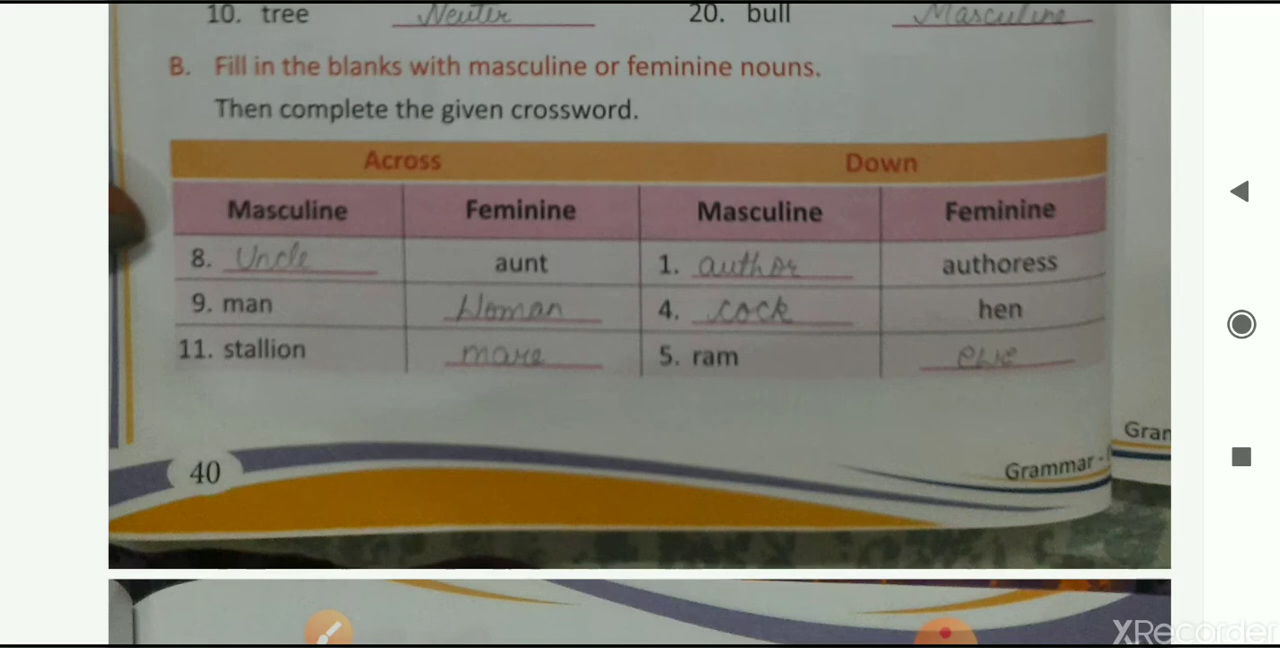 10. tree Neuter 20. bull Masculine
B. Fill in the blanks with masculine or feminine nouns.
Then complete the given crossword.
Across Down
Masculine Feminine Masculine Feminine
8. Uncle aunt 1. author authoress
9. man Woman 4. cock hen
11. stallion mare 5. ram ewe
40
Grammar -
Gran
XRecorder